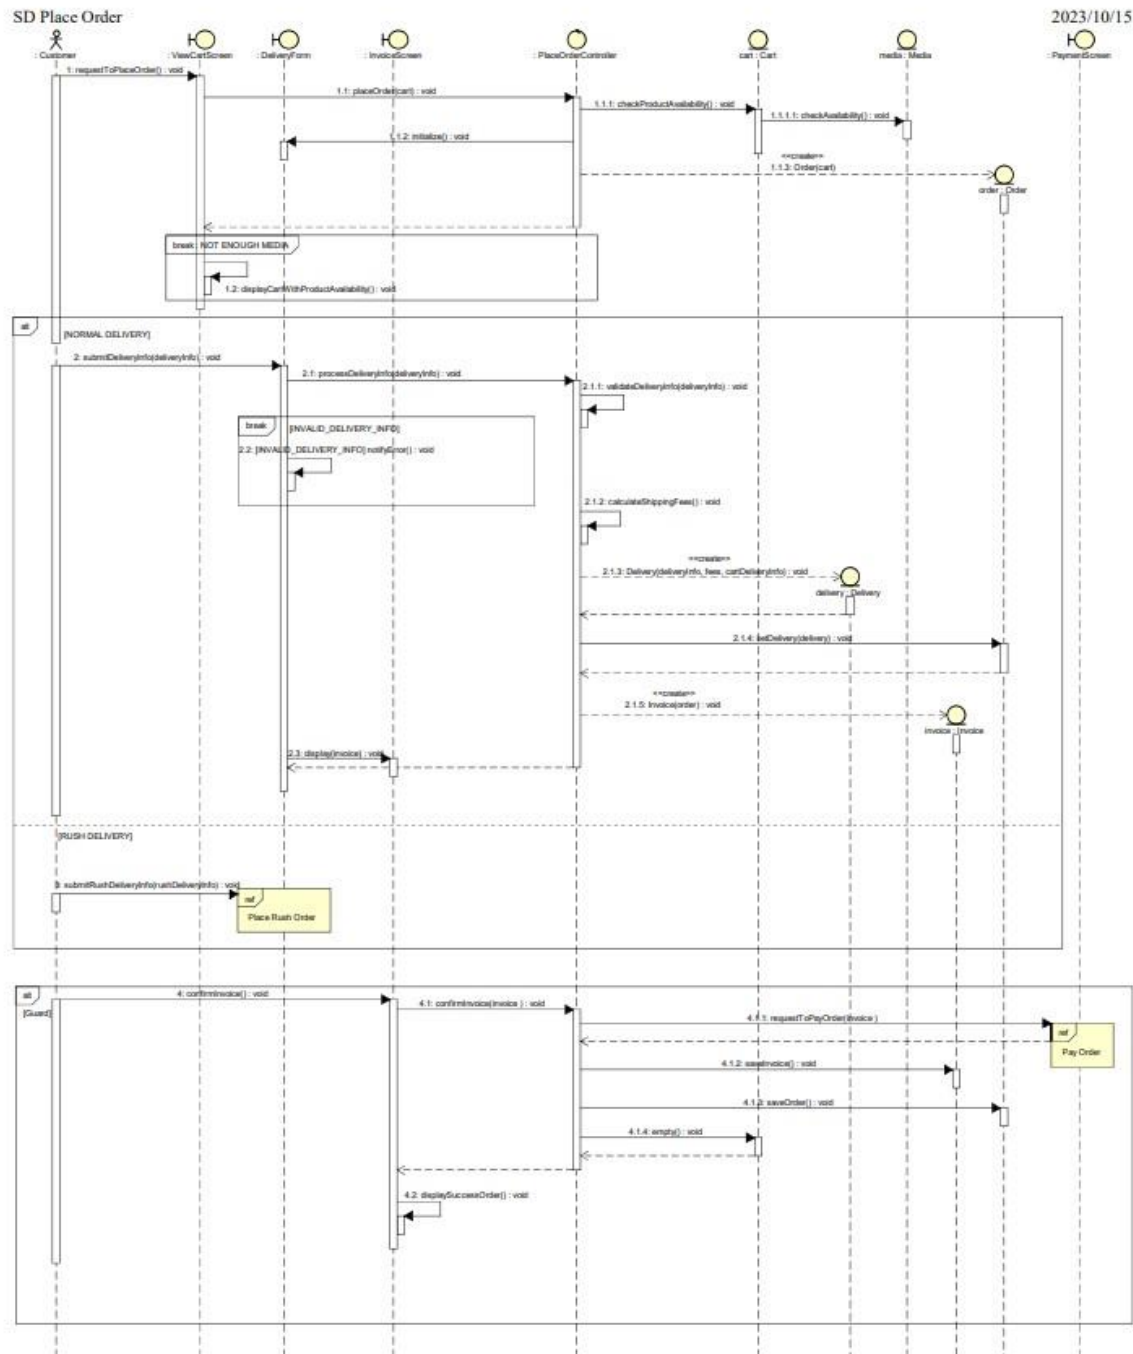 SD Place Order
2023/10/15
: Customer
: ViewCartScreen
: DeliveryForm
: InvoiceScreen
: PlaceOrderController
cart : Cart
media : Media
: PaymentScreen
1: requestToPlaceOrder() : void
1.1: placeOrder(cart) : void
1.1.1: checkProductAvailability() : void
1.1.1.1: checkAvailability() : void
1.1.2: initialize() : void
<<create>>
1.1.3: Order(cart)
order : Order
break : NOT ENOUGH MEDIA
1.2: displayCartWithProductAvailability() : void
alt
[NORMAL DELIVERY]
2: submitDeliveryInfo(deliveryInfo) : void
2.1: processDeliveryInfo(deliveryInfo) : void
2.1.1: validateDeliveryInfo(deliveryInfo) : void
break
[INVALID_DELIVERY_INFO]
2.2: [INVALID_DELIVERY_INFO] notifyError() : void
2.1.2: calculateShippingFees() : void
<<create>>
2.1.3: Delivery(deliveryInfo, fees, cartDeliveryInfo) : void
delivery : Delivery
2.1.4: setDelivery(delivery) : void
<<create>>
2.1.5: Invoice(order) : void
invoice : Invoice
2.3: display(invoice) : void
[RUSH DELIVERY]
3: submitRushDeliveryInfo(rushDeliveryInfo) : void
ref
Place Rush Order
alt
[Guard]
4: confirmInvoice() : void
4.1: confirmInvoice(invoice ) : void
4.1.1: requestToPayOrder(invoice )
ref
Pay Order
4.1.2: saveInvoice() : void
4.1.3: saveOrder() : void
4.1.4: empty() : void
4.2: displaySuccessOrder() : void